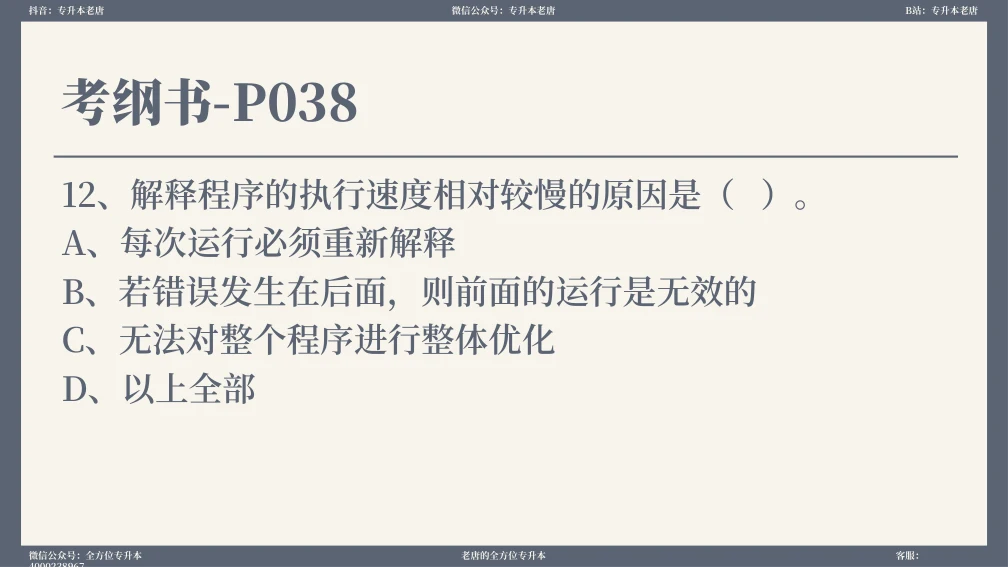 抖音：专升本老唐
微信公众号：专升本老唐
B站：专升本老唐
考纲书-P038
12、解释程序的执行速度相对较慢的原因是（ ）。
A、每次运行必须重新解释
B、若错误发生在后面，则前面的运行是无效的
C、无法对整个程序进行整体优化
D、以上全部
微信公众号：全方位专升本
老唐的全方位专升本
客服：
4000238967